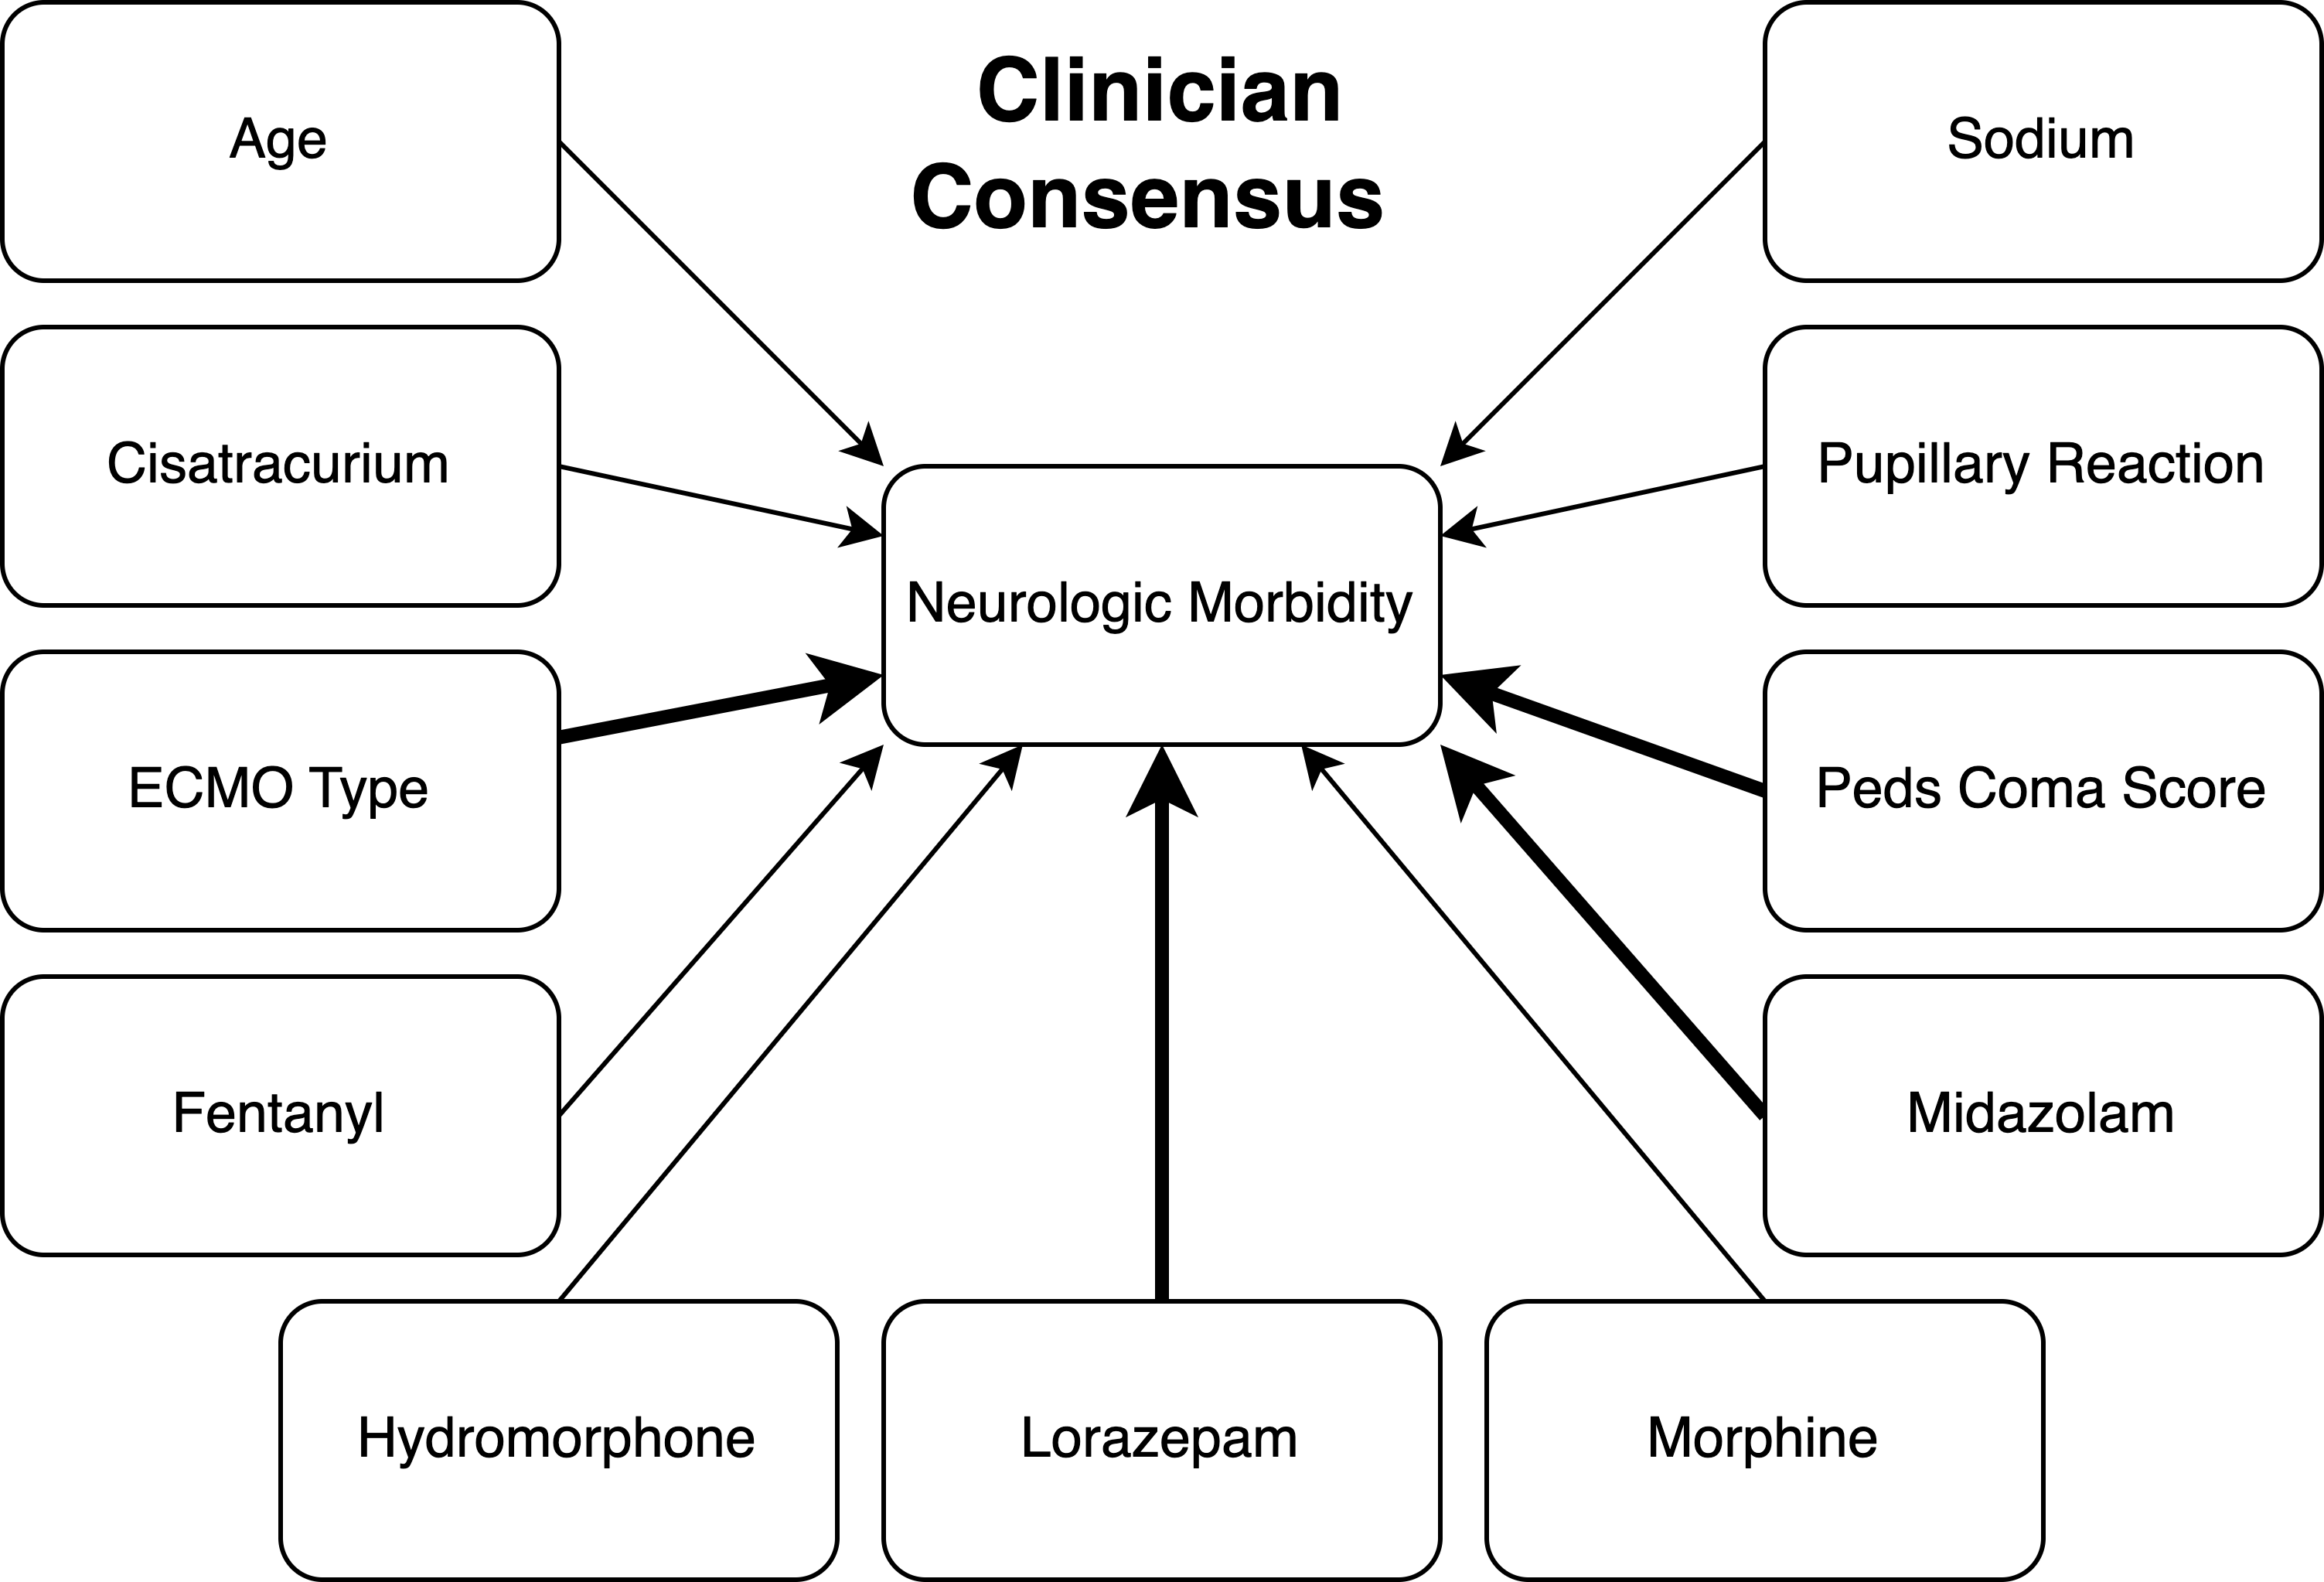 Clinician
Consensus
Age
Sodium
Cisatracurium
Pupillary Reaction
Neurologic Morbidity
ECMO Type
Peds Coma Score
Fentanyl
Midazolam
Hydromorphone
Lorazepam
Morphine